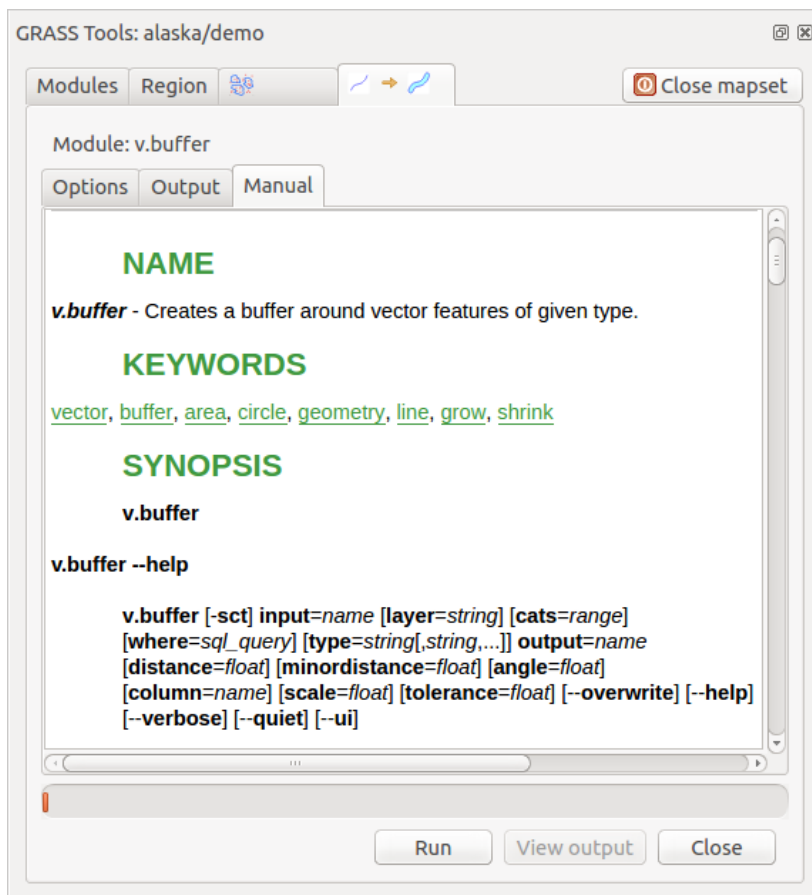 GRASS Tools: alaska/demo
Modules Region Close mapset
Module: v.buffer
Options Output Manual
NAME
v.buffer - Creates a buffer around vector features of given type.
KEYWORDS
vector, buffer, area, circle, geometry, line, grow, shrink
SYNOPSIS
v.buffer
v.buffer --help
v.buffer [-sct] input=name [layer=string] [cats=range]
[where=sql_query] [type=string[,string,...]] output=name
[distance=float] [minordistance=float] [angle=float]
[column=name] [scale=float] [tolerance=float] [--overwrite] [--help]
[--verbose] [--quiet] [--ui]
Run View output Close